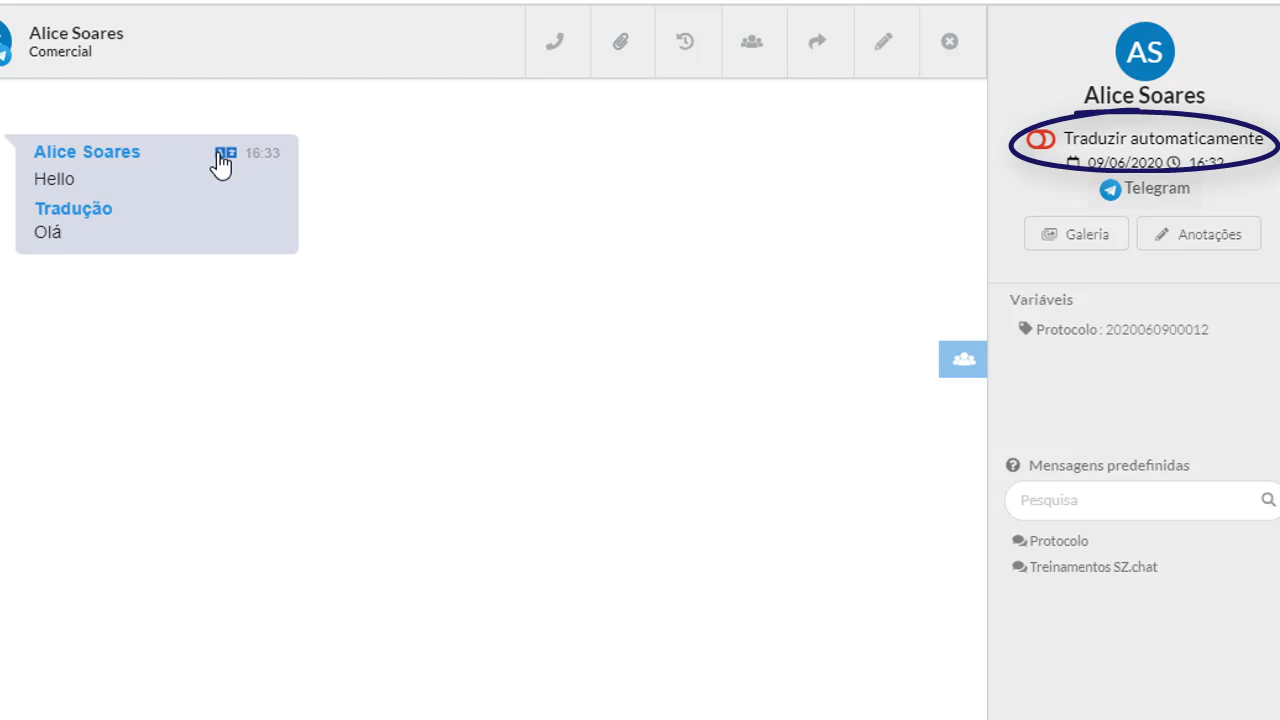 Alice Soares
Comercial
Alice Soares 16:33
Hello
Tradução
Olá
AS
Alice Soares
Traduzir automaticamente
09/06/2020 16:32
Telegram
Galeria Anotações
Variáveis
Protocolo : 2020060900012
Mensagens predefinidas
Pesquisa
Protocolo
Treinamentos SZ.chat